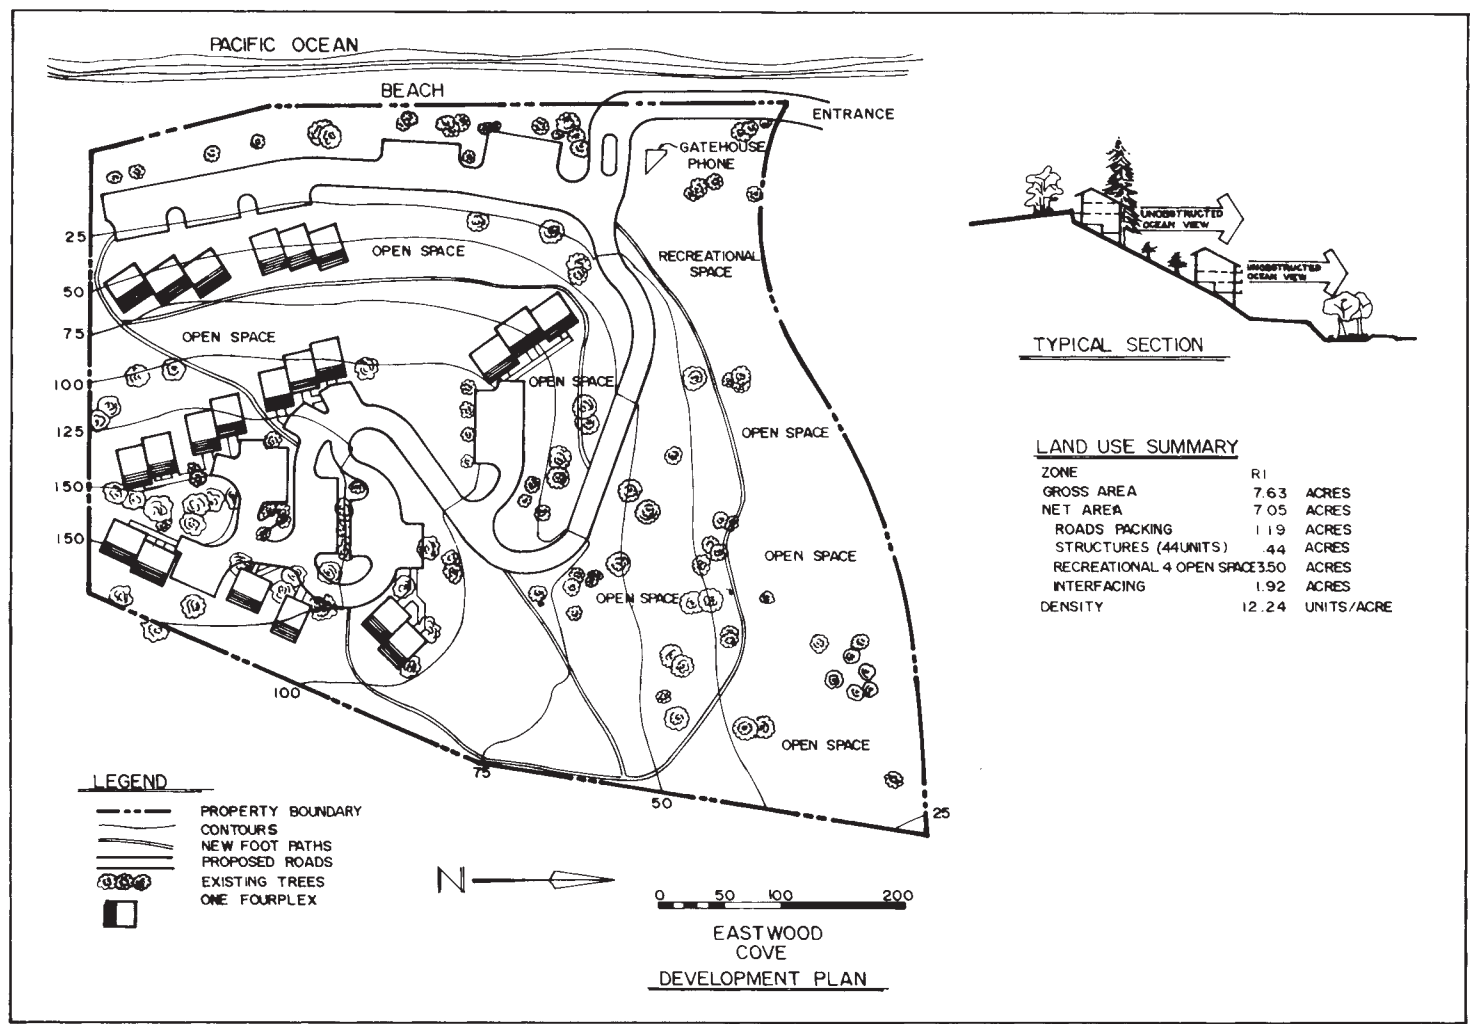 PACIFIC OCEAN
BEACH
ENTRANCE
GATEHOUSE
PHONE
RECREATIONAL
SPACE
OPEN SPACE
OPEN SPACE
OPEN SPACE
OPEN SPACE
OPEN SPACE
OPEN SPACE
OPEN SPACE
25
50
75
100
125
150
150
100
75
50
25
LEGEND
PROPERTY BOUNDARY
CONTOURS
NEW FOOT PATHS
PROPOSED ROADS
EXISTING TREES
ONE FOURPLEX
N
0 50 100 200
EASTWOOD
COVE
DEVELOPMENT PLAN
UNOBSTRUCTED
OCEAN VIEW
UNOBSTRUCTED
OCEAN VIEW
TYPICAL SECTION
LAND USE SUMMARY
ZONE R1
GROSS AREA 7.63 ACRES
NET AREA 7.05 ACRES
ROADS PACKING 1 19 ACRES
STRUCTURES (44 UNITS) .44 ACRES
RECREATIONAL 4 OPEN SPACE 3.50 ACRES
INTERFACING 1.92 ACRES
DENSITY 12.24 UNITS/ACRE